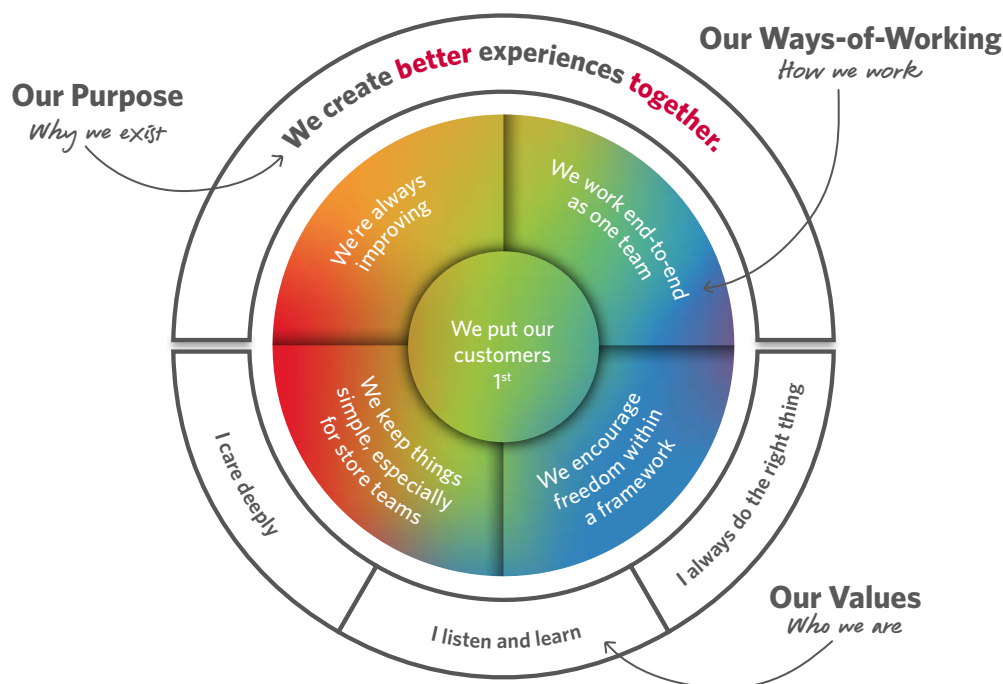 Our Purpose
Why we exist
We create better experiences together.
Our Ways-of-Working
How we work
We're always
improving
We work end-to-end
as one team
We put our
customers
1st
We keep things
simple, especially
for store teams
We encourage
freedom within
a framework
I care deeply
I listen and learn
I always do the right thing
Our Values
Who we are